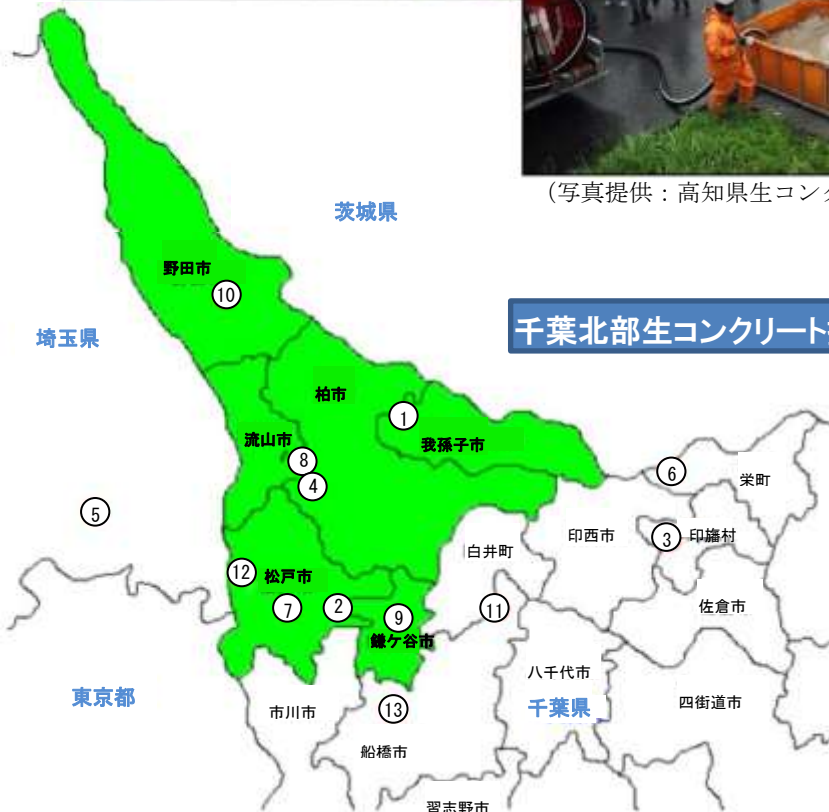 (写真提供：高知県生コンク
茨城県
野田市
⑩
埼玉県
千葉北部生コンクリート
柏市
①
流山市
我孫子市
⑧
④
⑥
栄町
⑤
印西市
③
印旛村
白井町
⑫
松戸市
⑦
②
⑨
⑪
佐倉市
鎌ケ谷市
八千代市
東京都
市川市
⑬
千葉県
四街道市
船橋市
習志野市